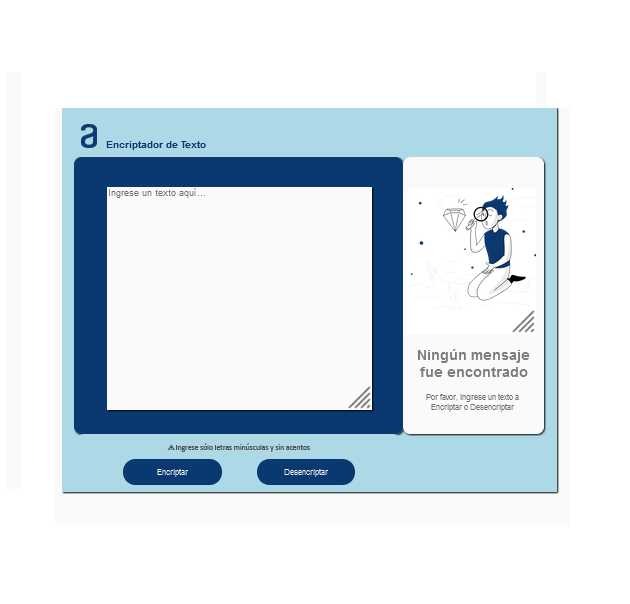 a
Encriptador de Texto
Ingrese un texto aquí...
Ningún mensaje
fue encontrado
Por favor, ingrese un texto a
Encriptar o Desencriptar
⚠Ingrese sólo letras minúsculas y sin acentos
Encriptar
Desencriptar